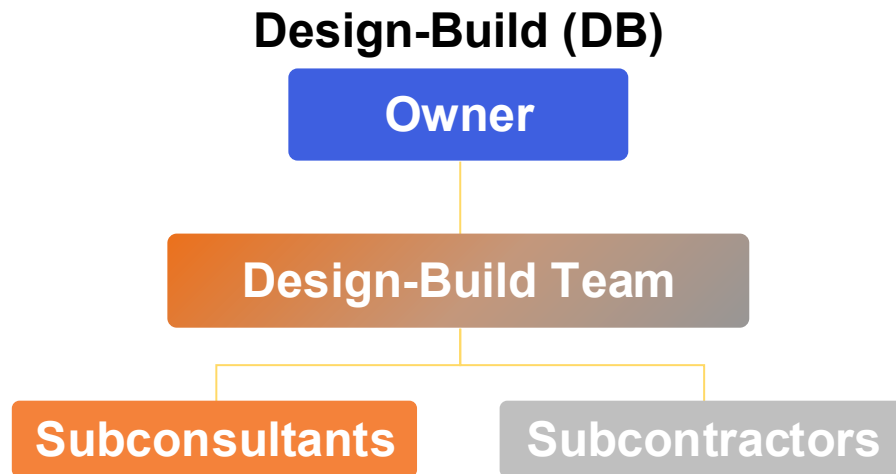 Design-Build (DB)
Owner
Design-Build Team
Subconsultants
Subcontractors